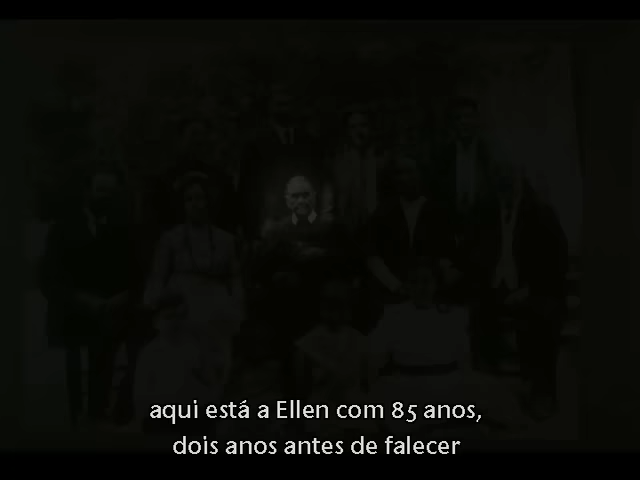 aqui está a Ellen com 85 anos,
dois anos antes de falecer